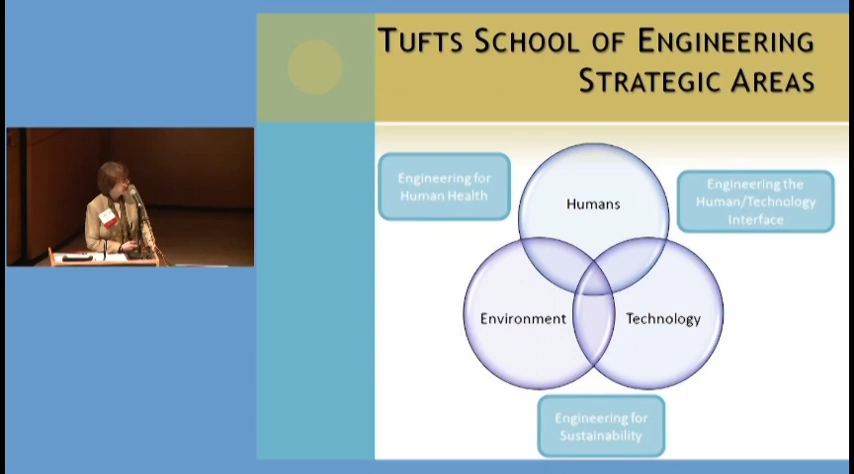 TUFTS SCHOOL OF ENGINEERING
STRATEGIC AREAS
Engineering for
Human Health
Humans
Engineering the
Human/Technology
Interface
Environment
Technology
Engineering for
Sustainability